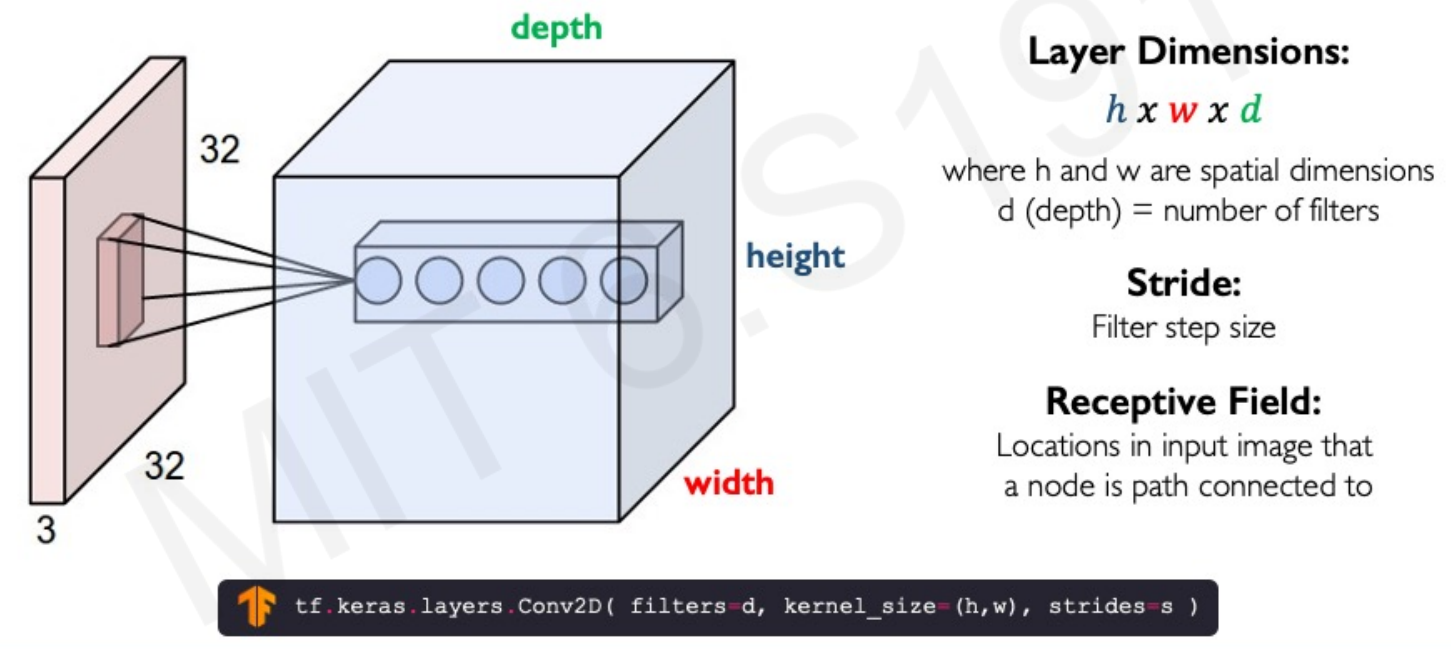 depth
32
32
3
height
width
Layer Dimensions:
h x w x d
where h and w are spatial dimensions
d (depth) = number of filters
Stride:
Filter step size
Receptive Field:
Locations in input image that
a node is path connected to
tf.keras.layers.Conv2D( filters=d, kernel_size=(h,w), strides=s )
MIT 6.S191